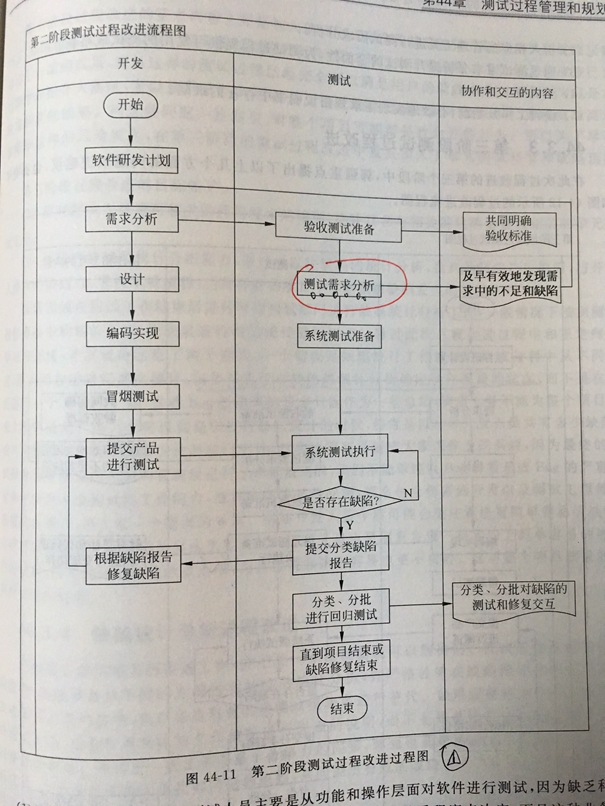 第44章 测试过程管理和规划
第二阶段测试过程改进流程图
开发
测试
协作和交互的内容
开始
软件研发计划
需求分析
验收测试准备
共同明确
验收标准
设计
测试需求分析
及早有效地发现需
求中的不足和缺陷
编码实现
系统测试准备
冒烟测试
提交产品
进行测试
系统测试执行
是否存在缺陷?
N
Y
根据缺陷报告
修复缺陷
提交分类缺陷
报告
分类、分批
进行回归测试
分类、分批对缺陷的
测试和修复交互
直到项目结束或
缺陷修复结束
结束
图 44-11 第二阶段测试过程改进过程图
人员主要是从功能和操作层面对软件进行测试,因为缺乏